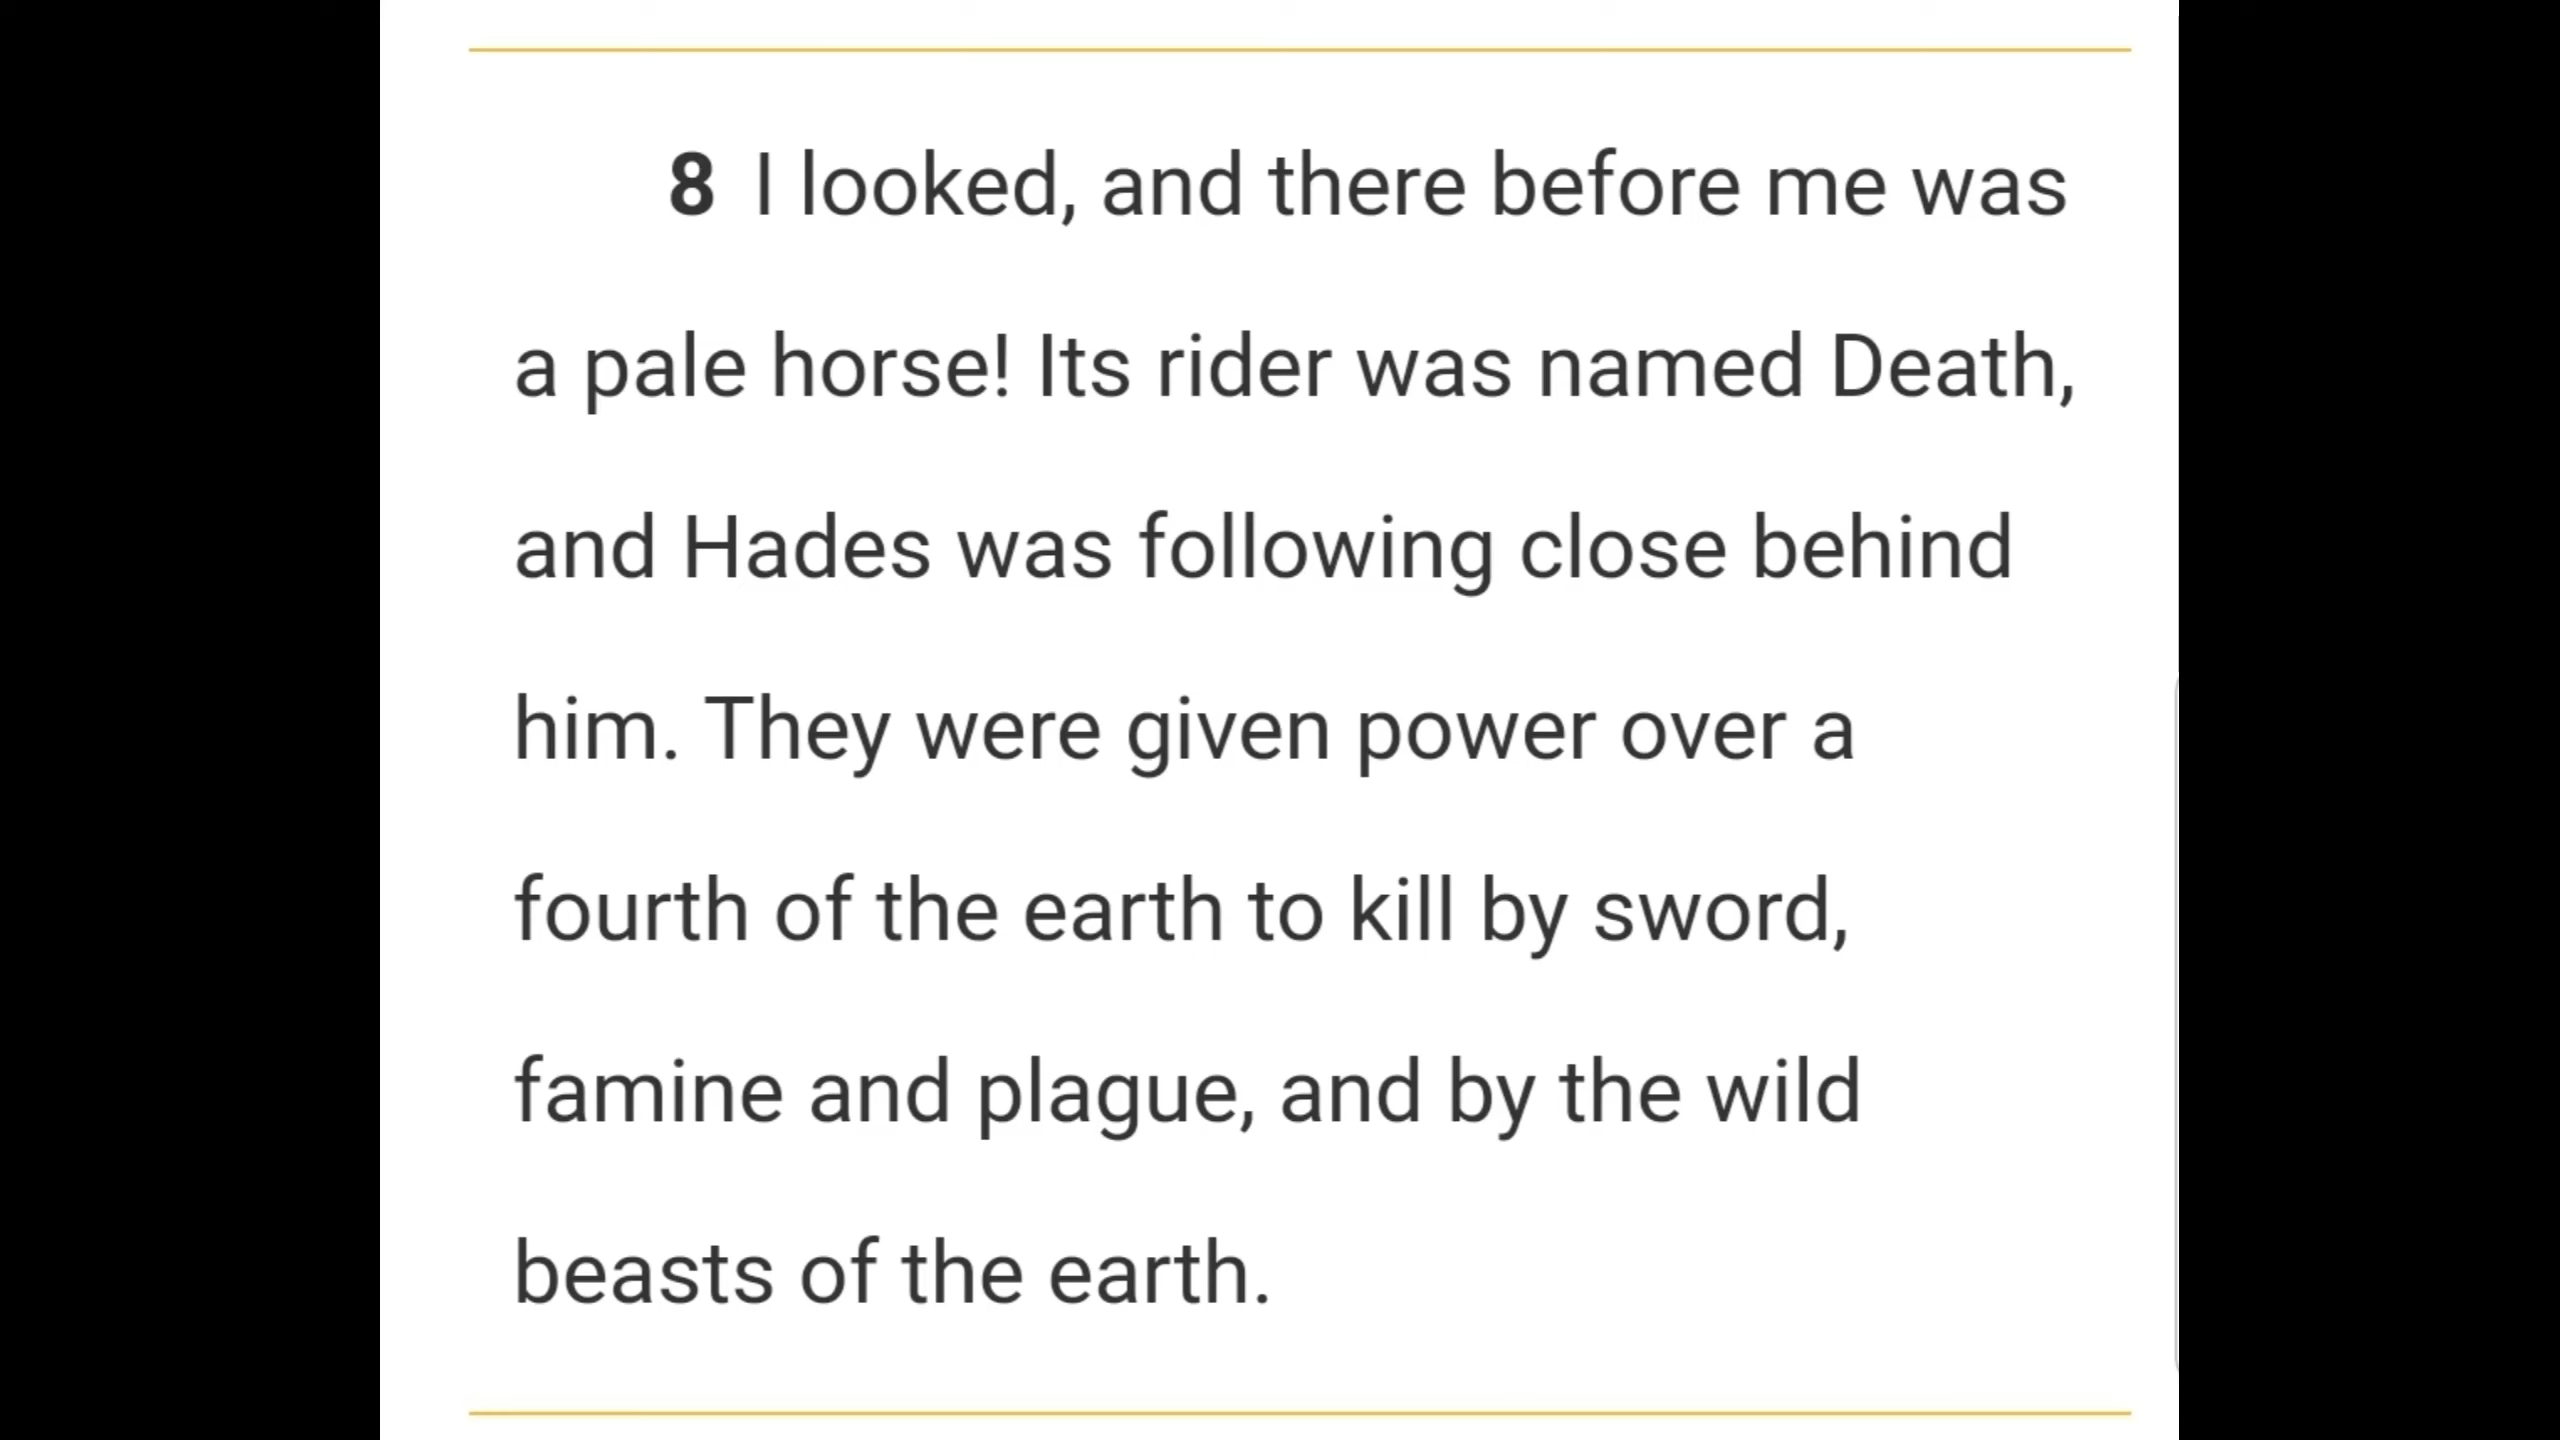 8 I looked, and there before me was
a pale horse! Its rider was named Death,
and Hades was following close behind
him. They were given power over a
fourth of the earth to kill by sword,
famine and plague, and by the wild
beasts of the earth.